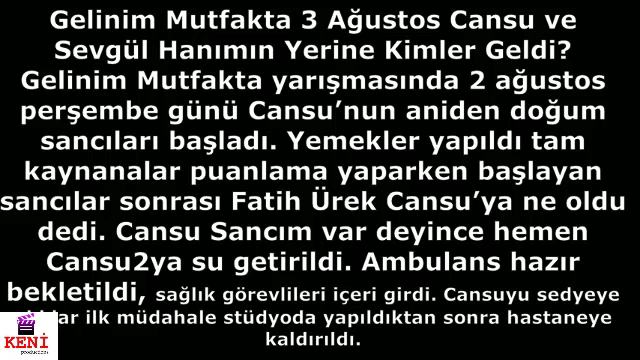 Gelinim Mutfakta 3 Ağustos Cansu ve
Sevgül Hanımın Yerine Kimler Geldi?
Gelinim Mutfakta yarışmasında 2 ağustos
perşembe günü Cansu’nun aniden doğum
sancıları başladı. Yemekler yapıldı tam
kaynanalar puanlama yaparken başlayan
sancılar sonrası Fatih Ürek Cansu’ya ne oldu
dedi. Cansu Sancım var deyince hemen
Cansu2ya su getirildi. Ambulans hazır
bekletildi, sağlık görevlileri içeri girdi. Cansuyu sedyeye
ilk müdahale stüdyoda yapıldıktan sonra hastaneye
kaldırıldı.
KENİ
production